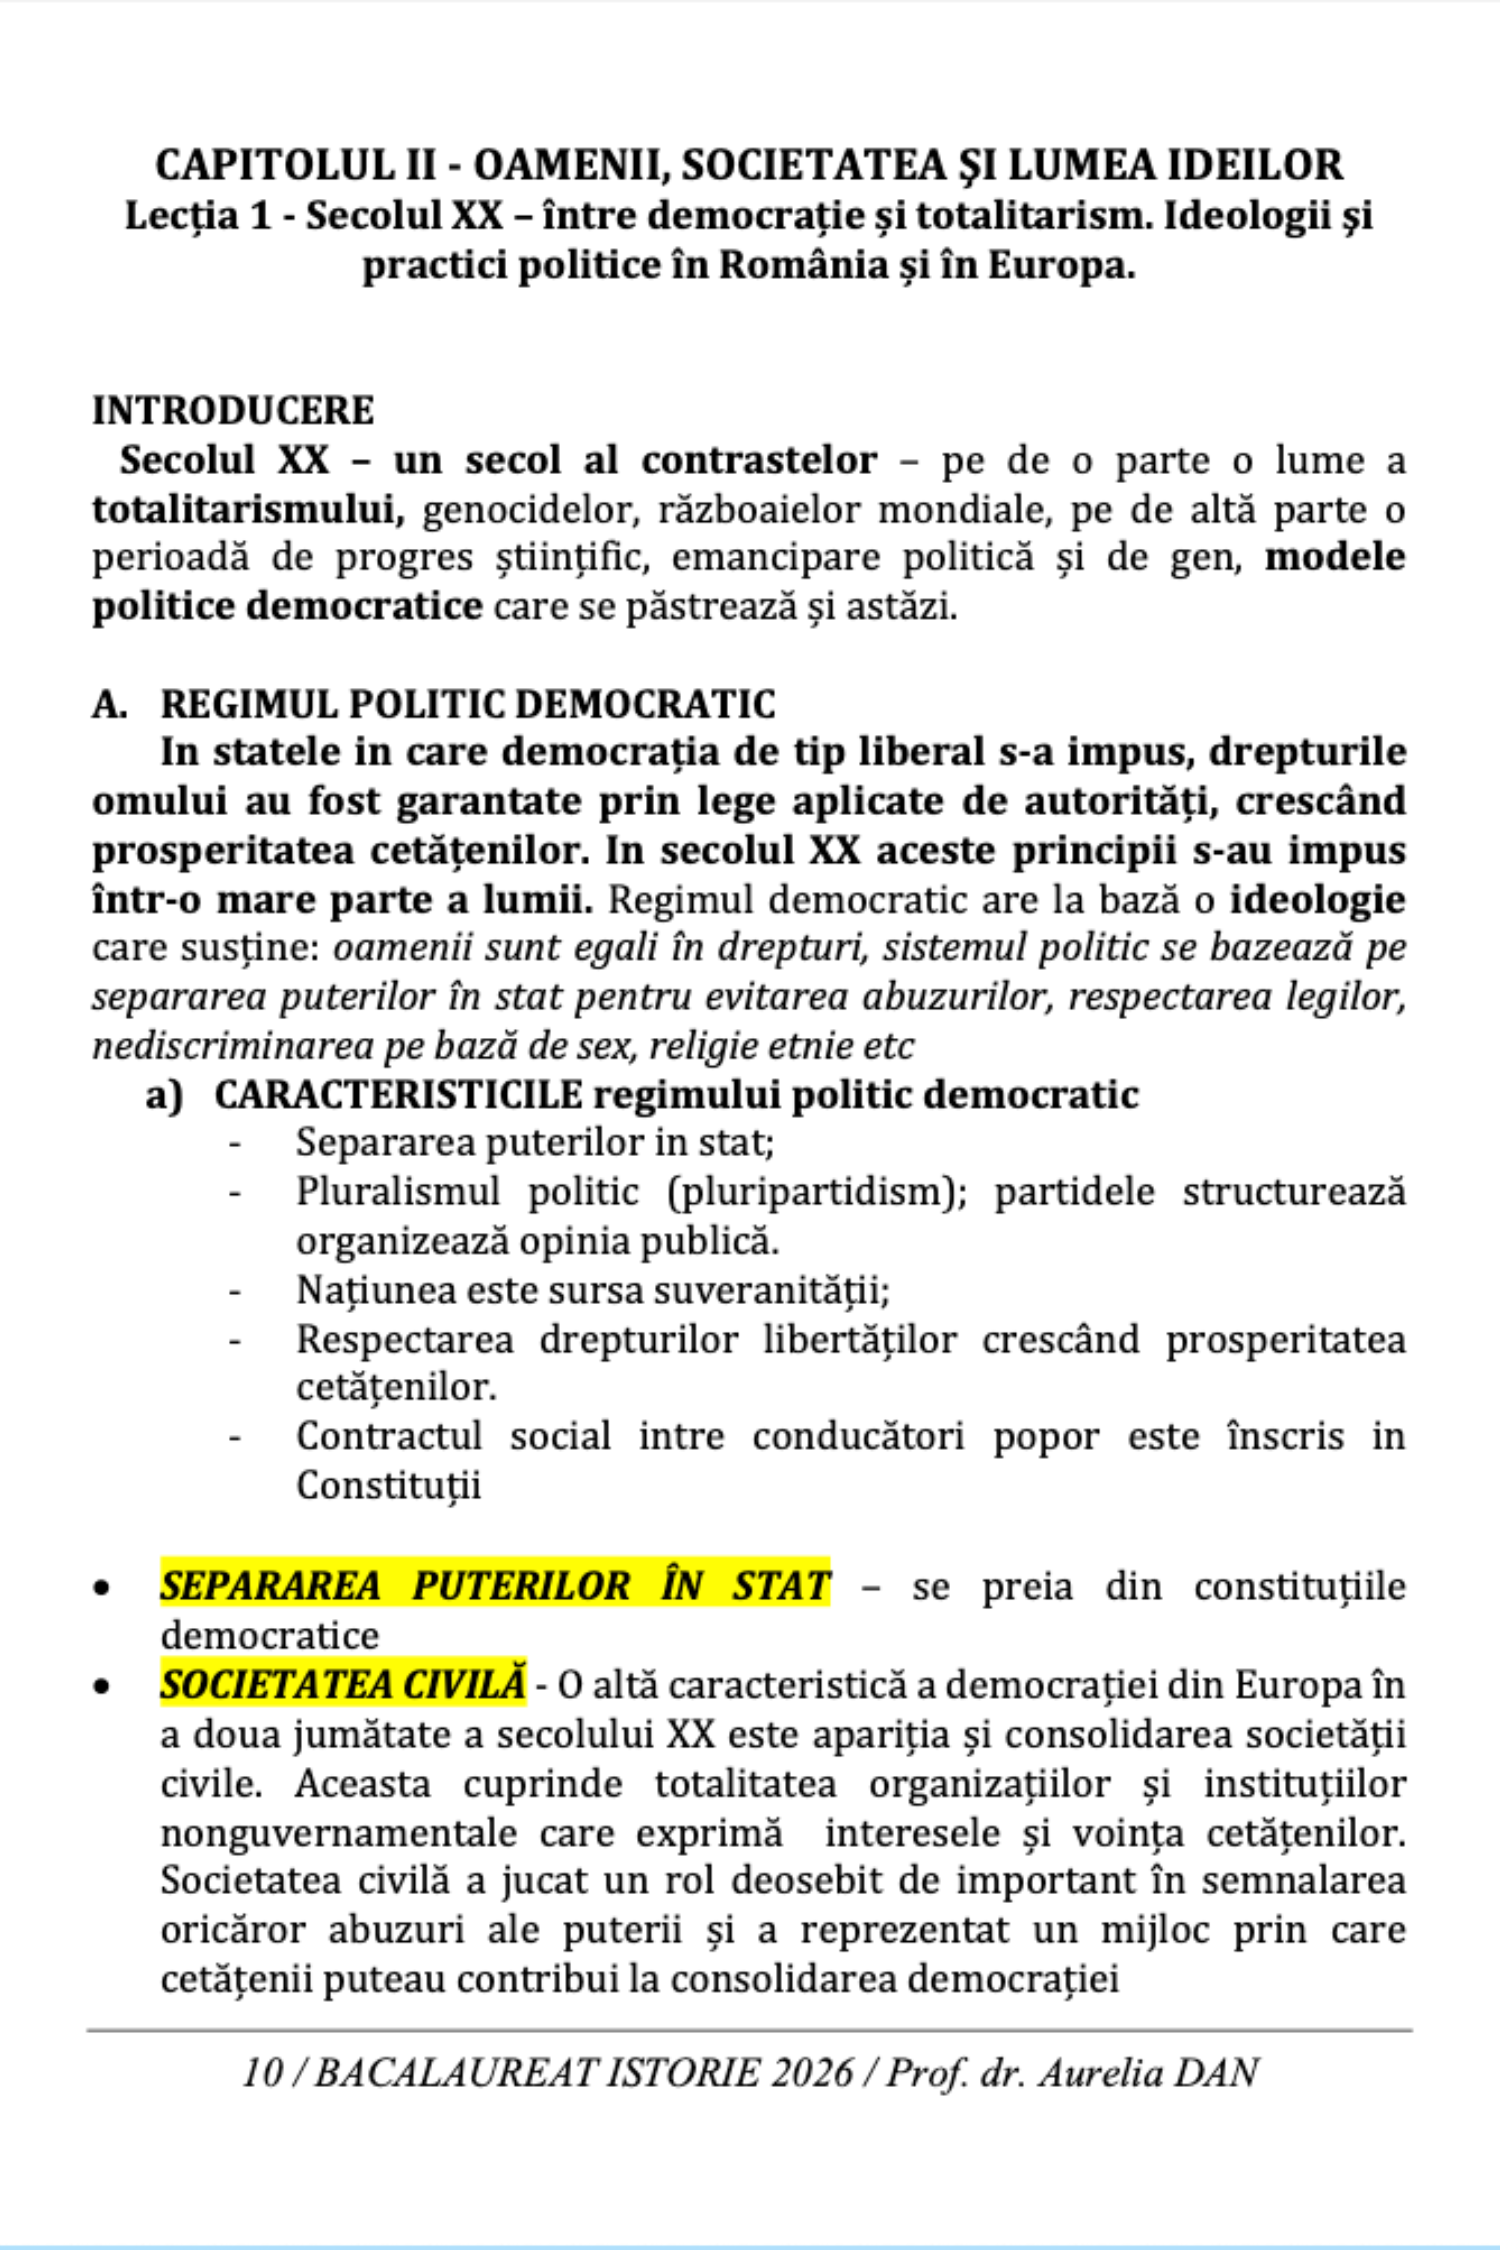 CAPITOLUL II - OAMENII, SOCIETATEA ŞI LUMEA IDEILOR
Lecția 1 - Secolul XX – între democrație și totalitarism. Ideologii şi
practici politice în România și în Europa.
INTRODUCERE
Secolul XX – un secol al contrastelor – pe de o parte o lume a
totalitarismului, genocidelor, războaielor mondiale, pe de altă parte o
perioadă de progres științific, emancipare politică și de gen, modele
politice democratice care se păstrează și astăzi.
A. REGIMUL POLITIC DEMOCRATIC
In statele in care democrația de tip liberal s-a impus, drepturile
omului au fost garantate prin lege aplicate de autorități, crescând
prosperitatea cetățenilor. In secolul XX aceste principii s-au impus
într-o mare parte a lumii. Regimul democratic are la bază o ideologie
care susține: oamenii sunt egali în drepturi, sistemul politic se bazează pe
separarea puterilor în stat pentru evitarea abuzurilor, respectarea legilor,
nediscriminarea pe bază de sex, religie etnie etc
a) CARACTERISTICILE regimului politic democratic
- Separarea puterilor in stat;
- Pluralismul politic (pluripartidism); partidele structurează
organizează opinia publică.
- Națiunea este sursa suveranității;
- Respectarea drepturilor libertăților crescând prosperitatea
cetățenilor.
- Contractul social intre conducători popor este înscris in
Constituții
• SEPARAREA PUTERILOR ÎN STAT – se preia din constituțiile
democratice
• SOCIETATEA CIVILĂ - O altă caracteristică a democrației din Europa în
a doua jumătate a secolului XX este apariția și consolidarea societății
civile. Aceasta cuprinde totalitatea organizațiilor și instituțiilor
nonguvernamentale care exprimă interesele și voința cetățenilor.
Societatea civilă a jucat un rol deosebit de important în semnalarea
oricăror abuzuri ale puterii și a reprezentat un mijloc prin care
cetățenii puteau contribui la consolidarea democrației
10 / BACALAUREAT ISTORIE 2026 / Prof. dr. Aurelia DAN